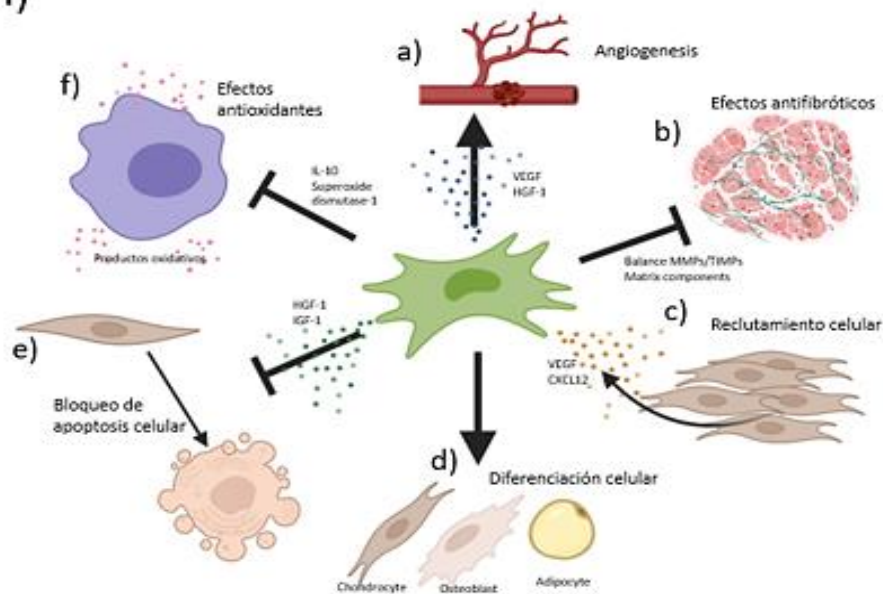 a)
Angiogenesis
VEGF
HGF-1
b)
Efectos antifibróticos
Balance MMPs/TIMPs
Matrix components
c)
Reclutamiento celular
VEGF
CXCL12
d)
Diferenciación celular
Chondrocyte
Osteoblast
Adipocyte
e)
Bloqueo de
apoptosis celular
HGF-1
IGF-1
f)
Efectos
antioxidantes
IL-10
Superoxide
dismutase-1
Productos oxidativos